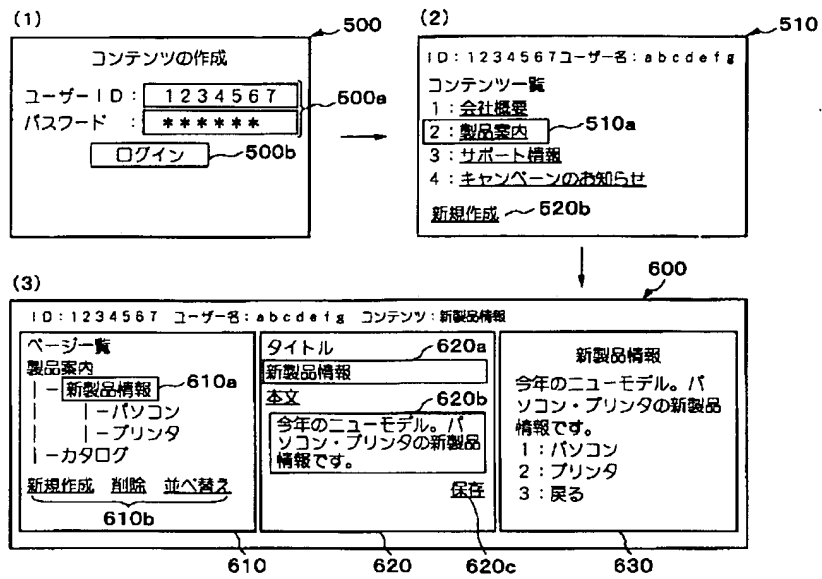 (1)
500
コンテンツの作成
ユーザーID： 1234567
パスワード ： ******
500a
ログイン
500b
(2)
510
ID：1234567ユーザー名：abcdefg
コンテンツ一覧
1：会社概要
2：製品案内
510a
3：サポート情報
4：キャンペーンのお知らせ
新規作成
520b
(3)
600
ID：1234567 ユーザー名：abcdefg コンテンツ：新製品情報
ページ一覧
製品案内
新製品情報
610a
パソコン
プリンタ
カタログ
新規作成 削除 並べ替え
610b
610
タイトル
620a
新製品情報
本文
620b
今年のニューモデル。パ
ソコン・プリンタの新製品
情報です。
保存
620
620c
新製品情報
今年のニューモデル。パ
ソコン・プリンタの新製品
情報です。
1：パソコン
2：プリンタ
3：戻る
630